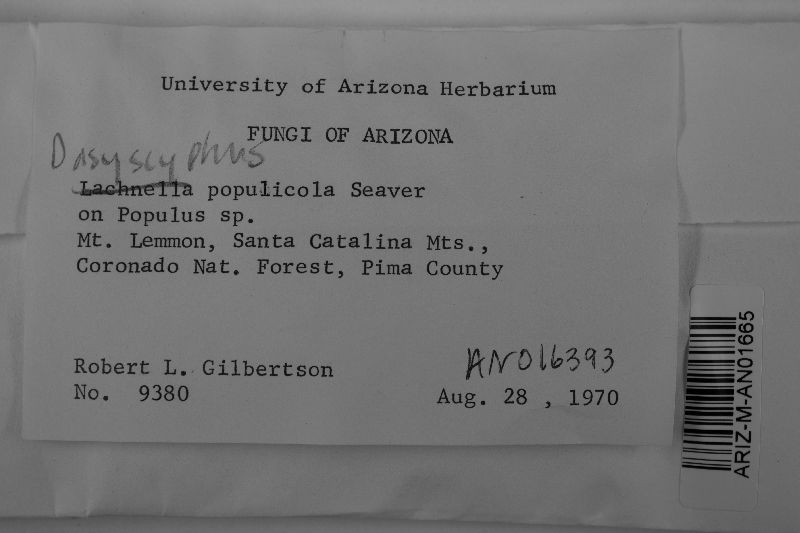 University of Arizona Herbarium
FUNGI OF ARIZONA
Dasyscyphus
Lachnella populicola Seaver
on Populus sp.
Mt. Lemmon, Santa Catalina Mts.,
Coronado Nat. Forest, Pima County
Robert L. Gilbertson
No. 9380
AN016393
Aug. 28 , 1970
ARIZ-M-AN01665